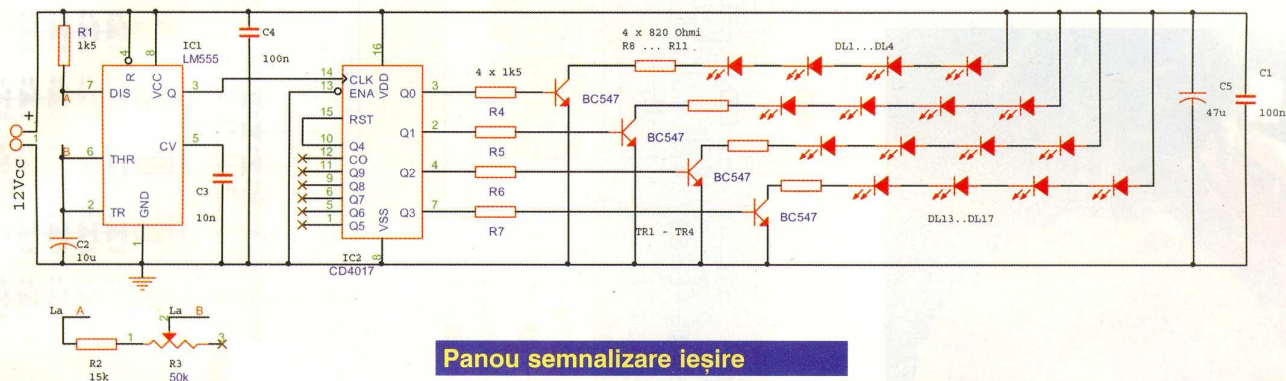 R1
1k5
IC1
LM555
4
8
R
VCC
7
DIS
Q
3
A
5
CV
B
6
THR
2
TR
GND
1
+
12Vcc
C2
10u
C3
10n
C4
100n
16
14
CLK
VDD
13
ENA
Q0
3
15
RST
10
Q4
Q1
2
12
CO
11
Q9
Q2
4
9
Q8
6
Q7
5
Q6
Q3
7
1
Q5
VSS
8
IC2
CD4017
4 x 1k5
R4
R5
R6
R7
BC547
BC547
BC547
BC547
TR1 - TR4
4 x 820 Ohmi
R8 ... R11
DL1...DL4
DL13..DL17
C5
47u
C1
100n
La A
La B
1
2
3
R2
15k
R3
50k
Panou semnalizare ieșire